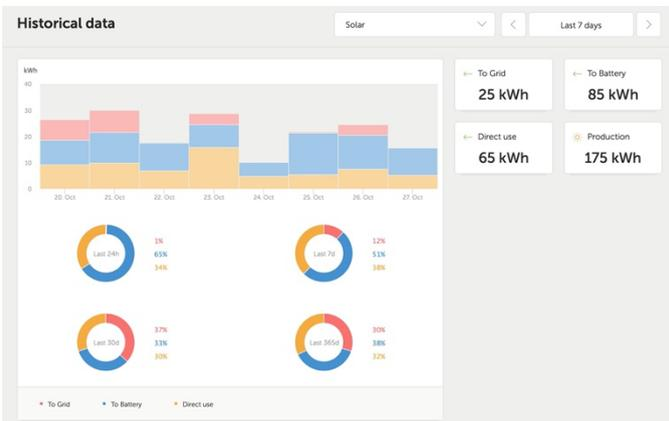 Historical data
Solar
Last 7 days
kWh
40
30
20
10
0
20. Oct 21. Oct 22. Oct 23. Oct 24. Oct 25. Oct 26. Oct 27. Oct
To Grid
25 kWh
To Battery
85 kWh
Direct use
65 kWh
Production
175 kWh
Last 24h
1%
65%
34%
Last 7d
12%
51%
38%
Last 30d
37%
33%
30%
Last 365d
30%
38%
32%
To Grid To Battery Direct use